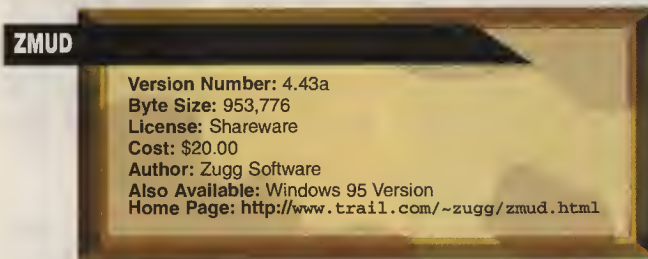 ZMUD
Version Number: 4.43a
Byte Size: 953,776
License: Shareware
Cost: $20.00
Author: Zugg Software
Also Available: Windows 95 Version
Home Page: http://www.trail.com/~zugg/zmud.html